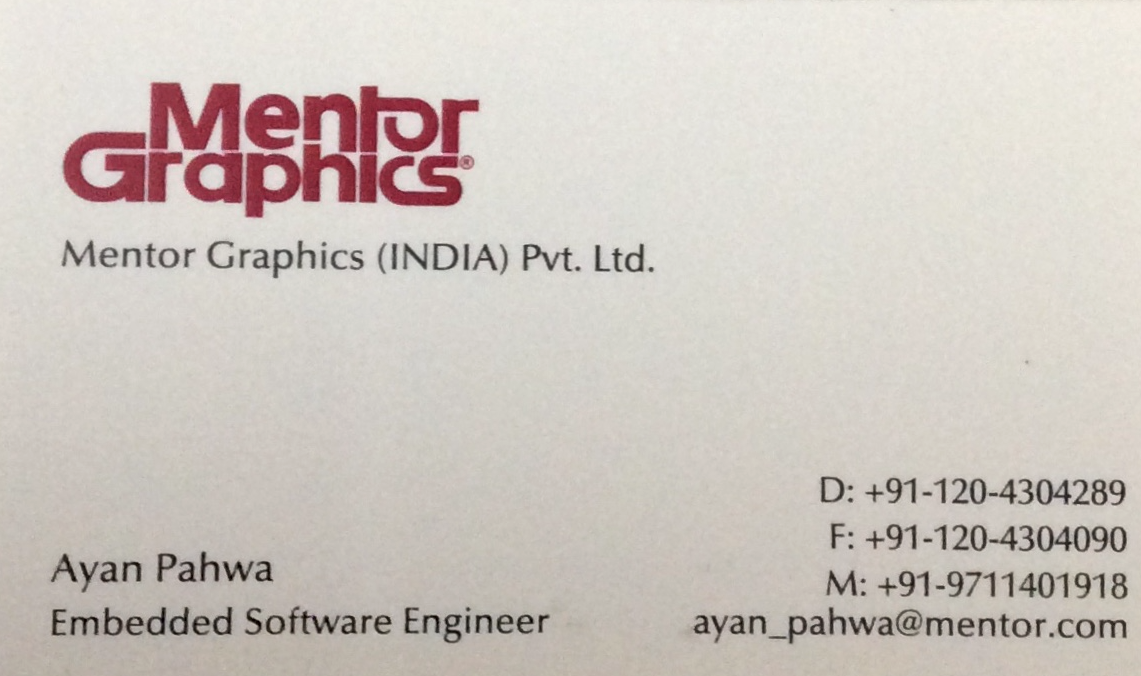 Mentor
Graphics®
Mentor Graphics (INDIA) Pvt. Ltd.
Ayan Pahwa
Embedded Software Engineer
D: +91-120-4304289
F: +91-120-4304090
M: +91-9711401918
ayan_pahwa@mentor.com